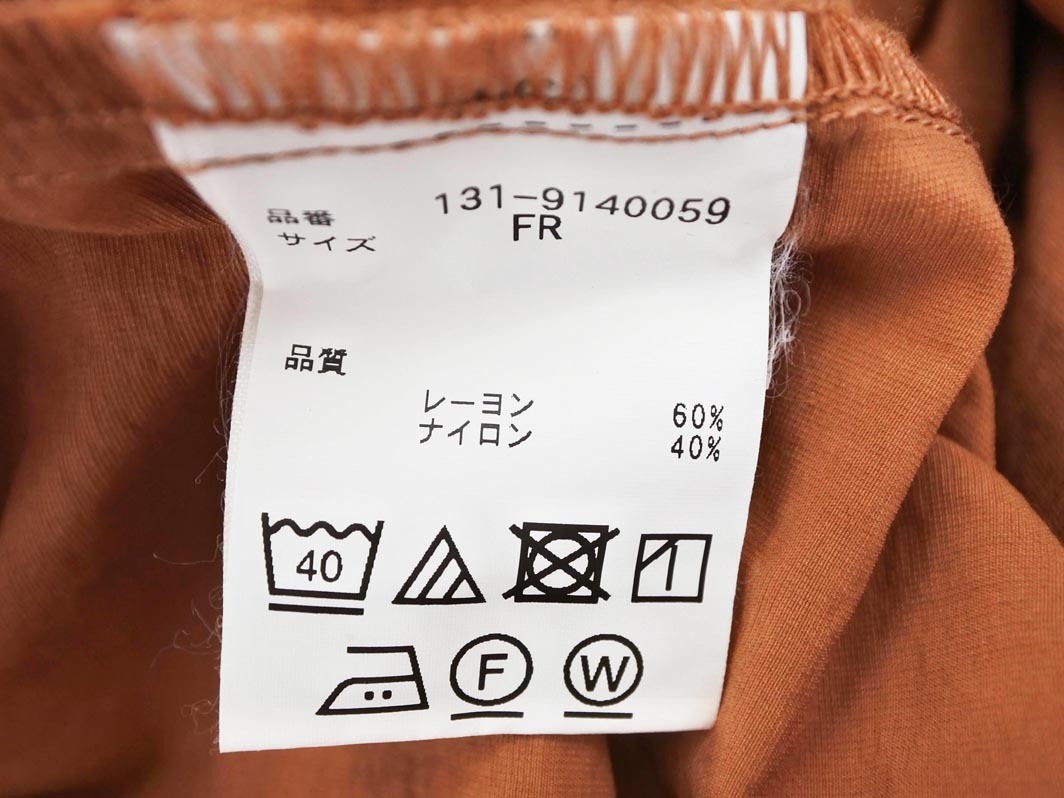 品番 131-9140059
サイズ FR
品質
レーヨン 60%
ナイロン 40%
40
F W